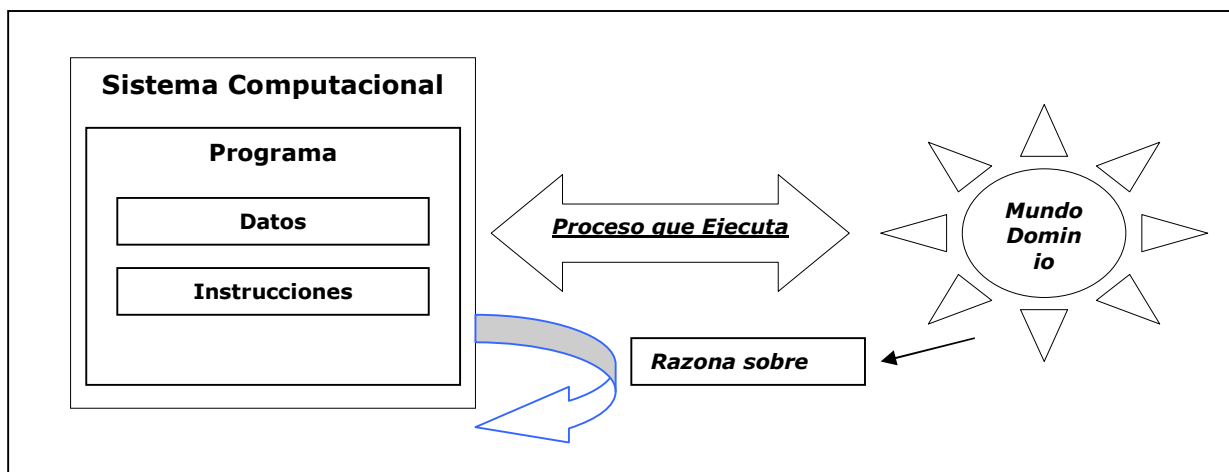 Sistema Computacional
Programa
Datos
Instrucciones
Proceso que Ejecuta
Mundo
Domin
io
Razona sobre